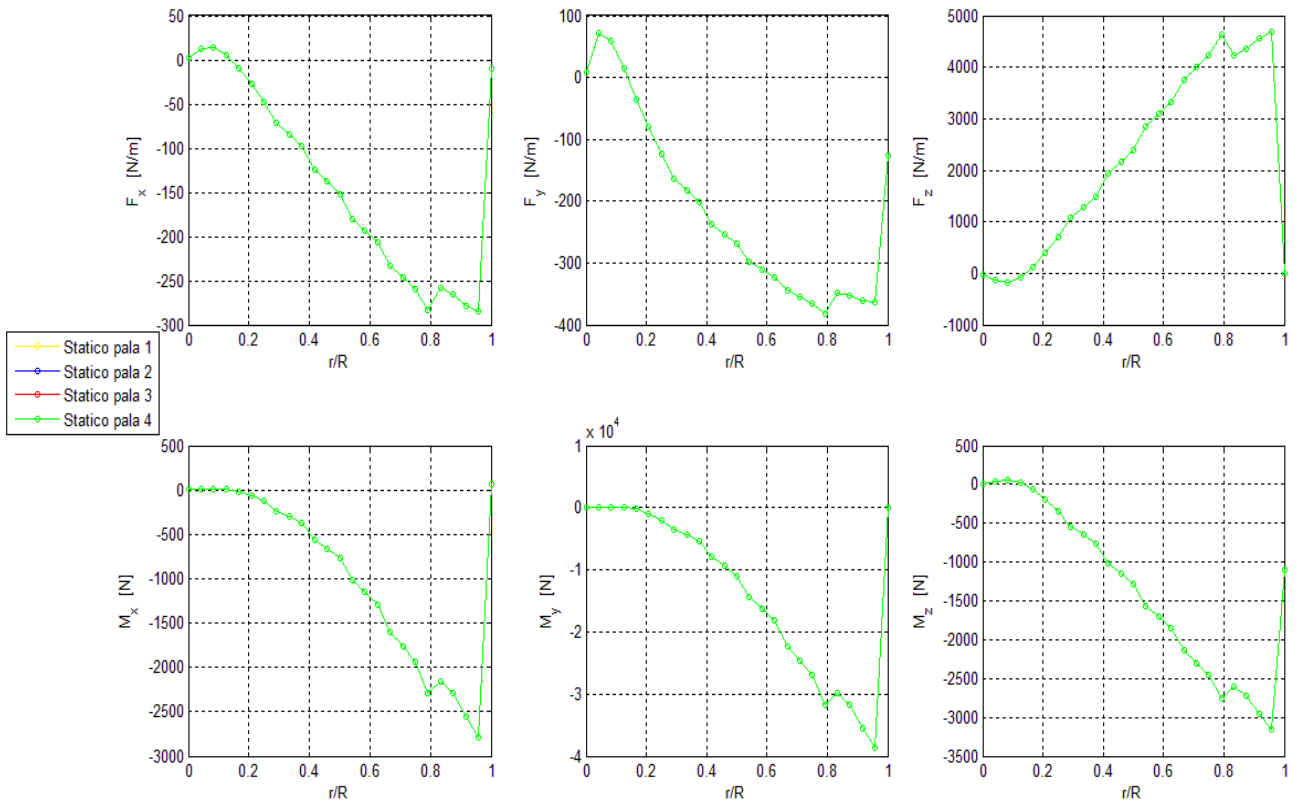 50
0
-50
-100
-150
-200
-250
-300
0 0.2 0.4 0.6 0.8 1
r/R
F_x [N/m]
100
0
-100
-200
-300
-400
0 0.2 0.4 0.6 0.8 1
r/R
F_y [N/m]
5000
4000
3000
2000
1000
0
-1000
0 0.2 0.4 0.6 0.8 1
r/R
F_z [N/m]
Statico pala 1
Statico pala 2
Statico pala 3
Statico pala 4
500
0
-500
-1000
-1500
-2000
-2500
-3000
0 0.2 0.4 0.6 0.8 1
r/R
M_x [N]
x 10^4
1
0
-1
-2
-3
-4
0 0.2 0.4 0.6 0.8 1
r/R
M_y [N]
500
0
-500
-1000
-1500
-2000
-2500
-3000
-3500
0 0.2 0.4 0.6 0.8 1
r/R
M_z [N]